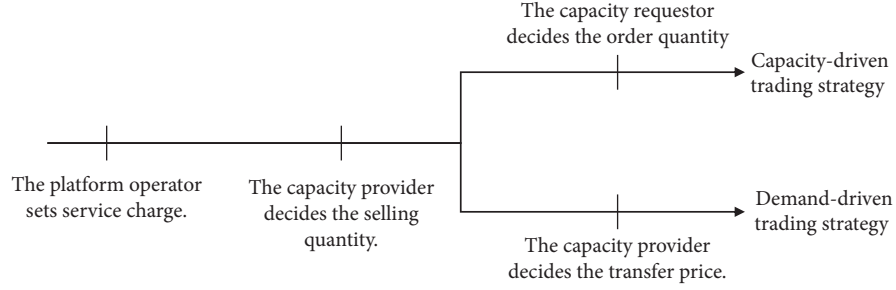 The capacity requestor
decides the order quantity
Capacity-driven
trading strategy
The platform operator
sets service charge.
The capacity provider
decides the selling
quantity.
Demand-driven
trading strategy
The capacity provider
decides the transfer price.